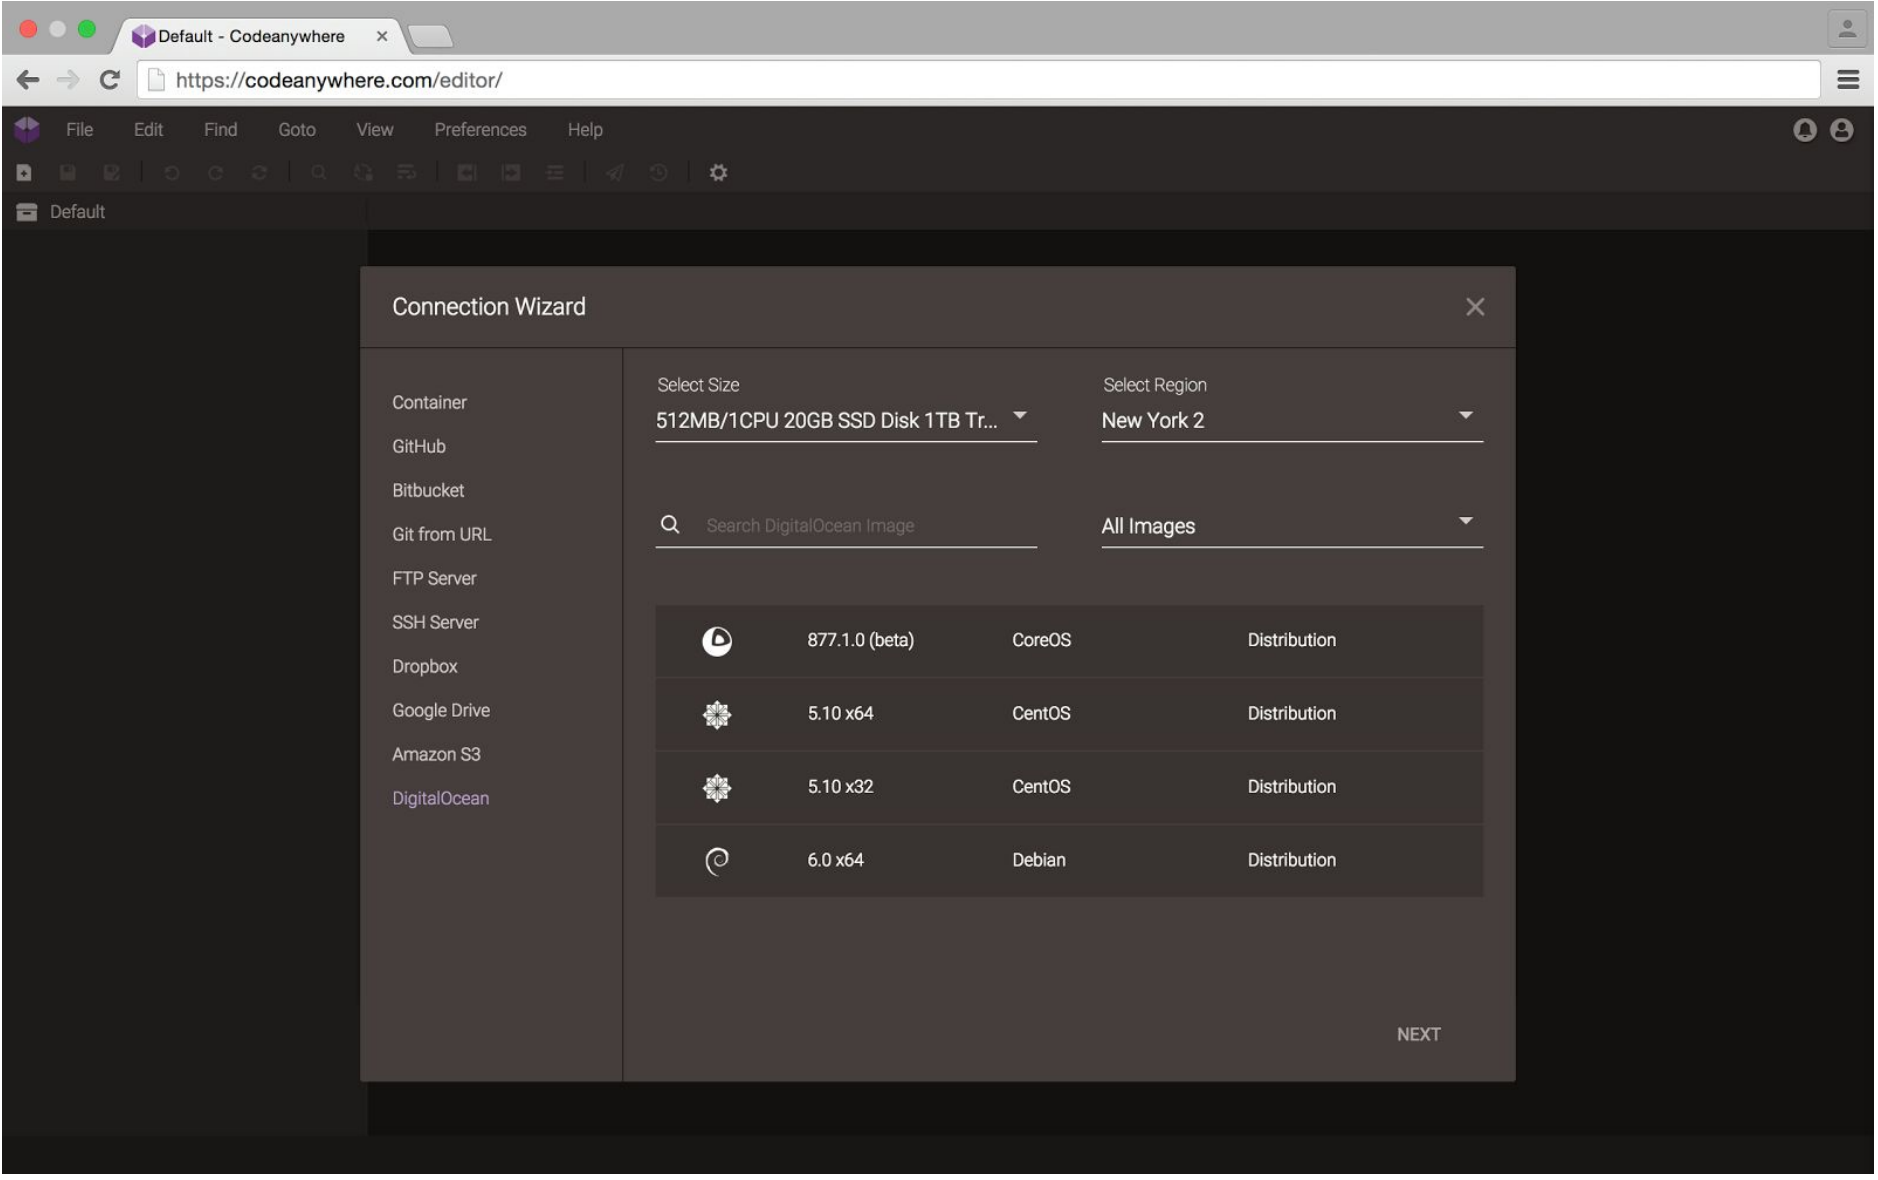 Default - Codeanywhere
https://codeanywhere.com/editor/
File Edit Find Goto View Preferences Help
Default
Connection Wizard
Container
GitHub
Bitbucket
Git from URL
FTP Server
SSH Server
Dropbox
Google Drive
Amazon S3
DigitalOcean
Select Size
512MB/1CPU 20GB SSD Disk 1TB Tr...
Select Region
New York 2
Search DigitalOcean Image
All Images
877.1.0 (beta) CoreOS Distribution
5.10 x64 CentOS Distribution
5.10 x32 CentOS Distribution
6.0 x64 Debian Distribution
NEXT